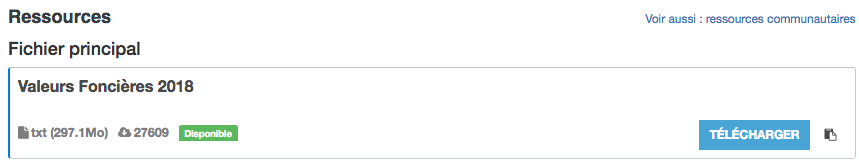 Ressources
Voir aussi : ressources communautaires
Fichier principal
Valeurs Foncières 2018
txt (297.1Mo) 27609 Disponible
TÉLÉCHARGER